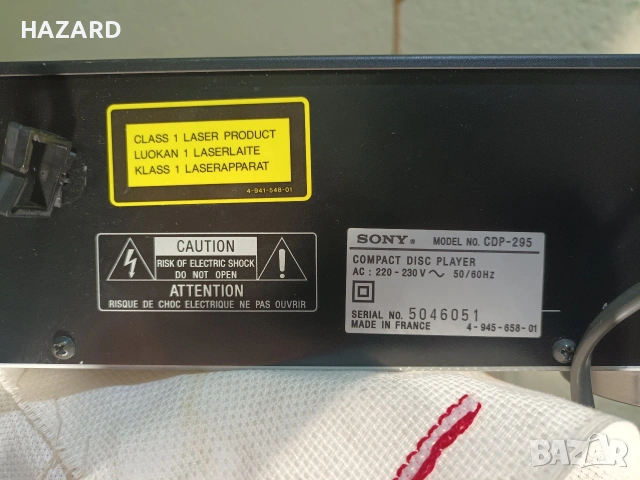 HAZARD
CLASS 1 LASER PRODUCT
LUOKAN 1 LASERLAITE
KLASS 1 LASERAPPARAT
4-941-548-01
CAUTION
RISK OF ELECTRIC SHOCK
DO NOT OPEN
ATTENTION
RISQUE DE CHOC ELECTRIQUE NE PAS OUVRIR
SONY® MODEL NO. CDP-295
COMPACT DISC PLAYER
AC : 220-230V ~ 50/60Hz
SERIAL NO. 5046051
MADE IN FRANCE 4-945-658-01
BAZAR